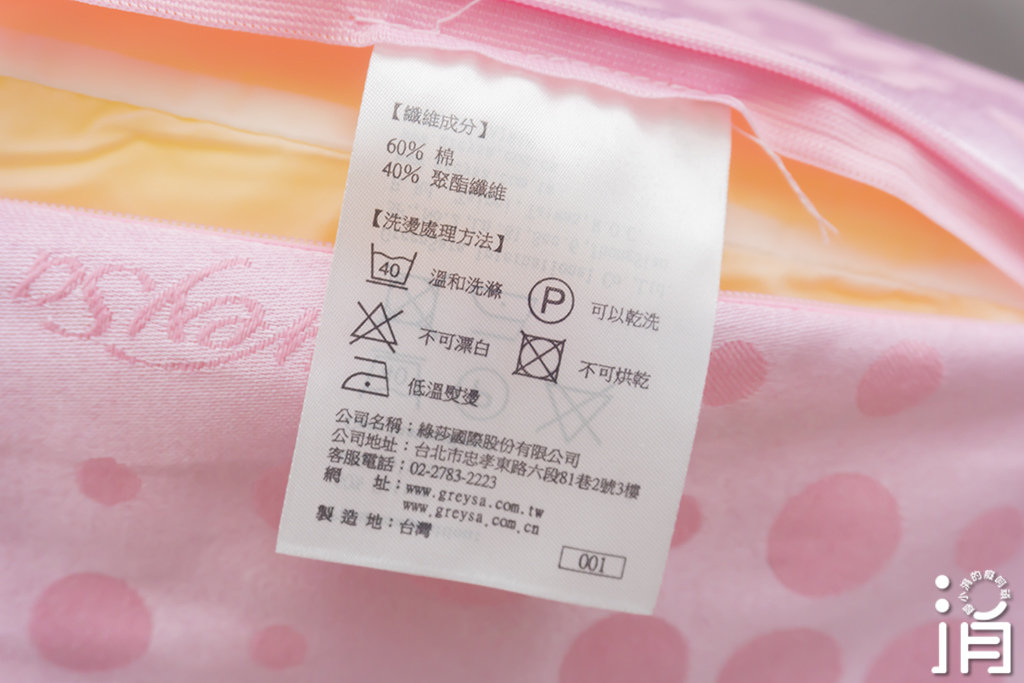 【纖維成分】
60% 棉
40% 聚酯纖維
【洗燙處理方法】
40 溫和洗滌
P 可以乾洗
不可漂白
不可烘乾
低溫熨燙
公司名稱：綠莎國際股份有限公司
公司地址：台北市忠孝東路六段81巷2號3樓
客服電話：02-2783-2223
網　　址：www.greysa.com.tw
www.greysa.com.cn
製 造 地：台灣
001